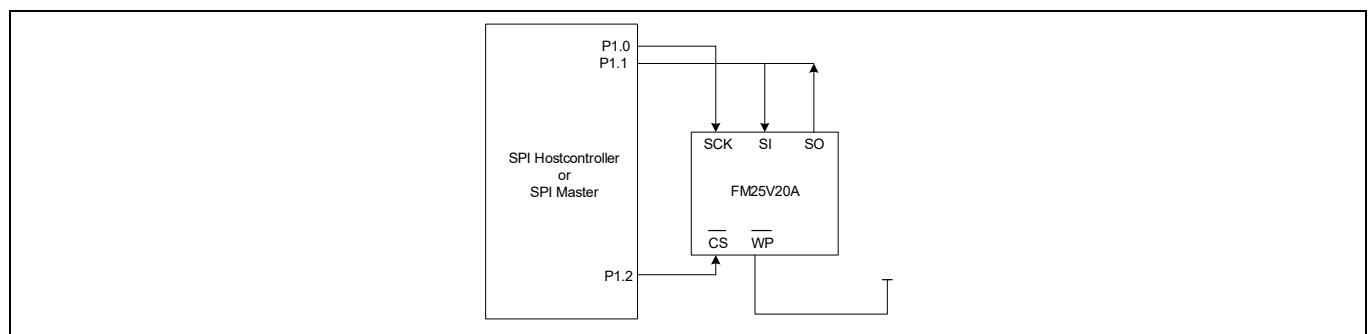 P1.0
P1.1
SCK SI SO
SPI Hostcontroller
or
SPI Master
FM25V20A
CS WP
P1.2